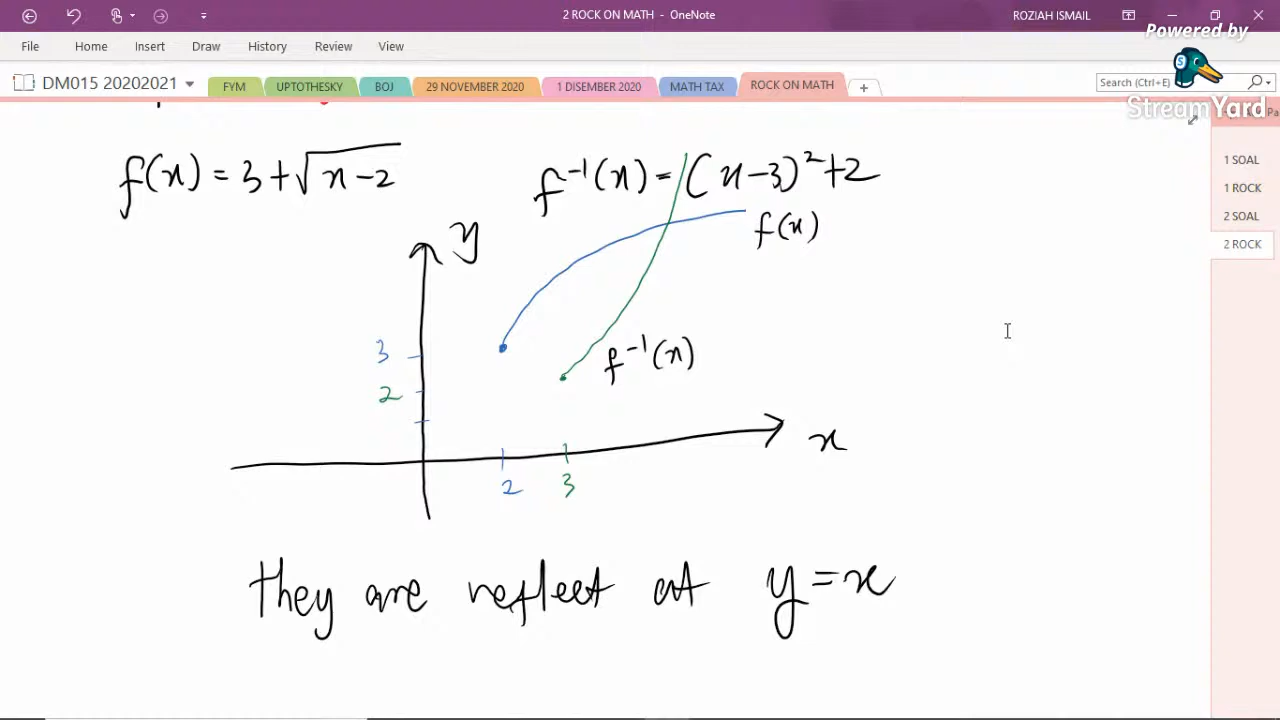 2 ROCK ON MATH - OneNote
ROZIAH ISMAIL
Powered by
File Home Insert Draw History Review View
DM015 20202021
FYM UPTOTHESKY BOJ 29 NOVEMBER 2020 1 DISEMBER 2020 MATH TAX ROCK ON MATH +
Search (Ctrl+E)
StreamYard
1 SOAL
1 ROCK
2 SOAL
2 ROCK
f(x) = 3+√x-2
f⁻¹(x) = (x-3)²+2
y
f(x)
3
f⁻¹(x)
2
x
2 3
they are reflect at y=x